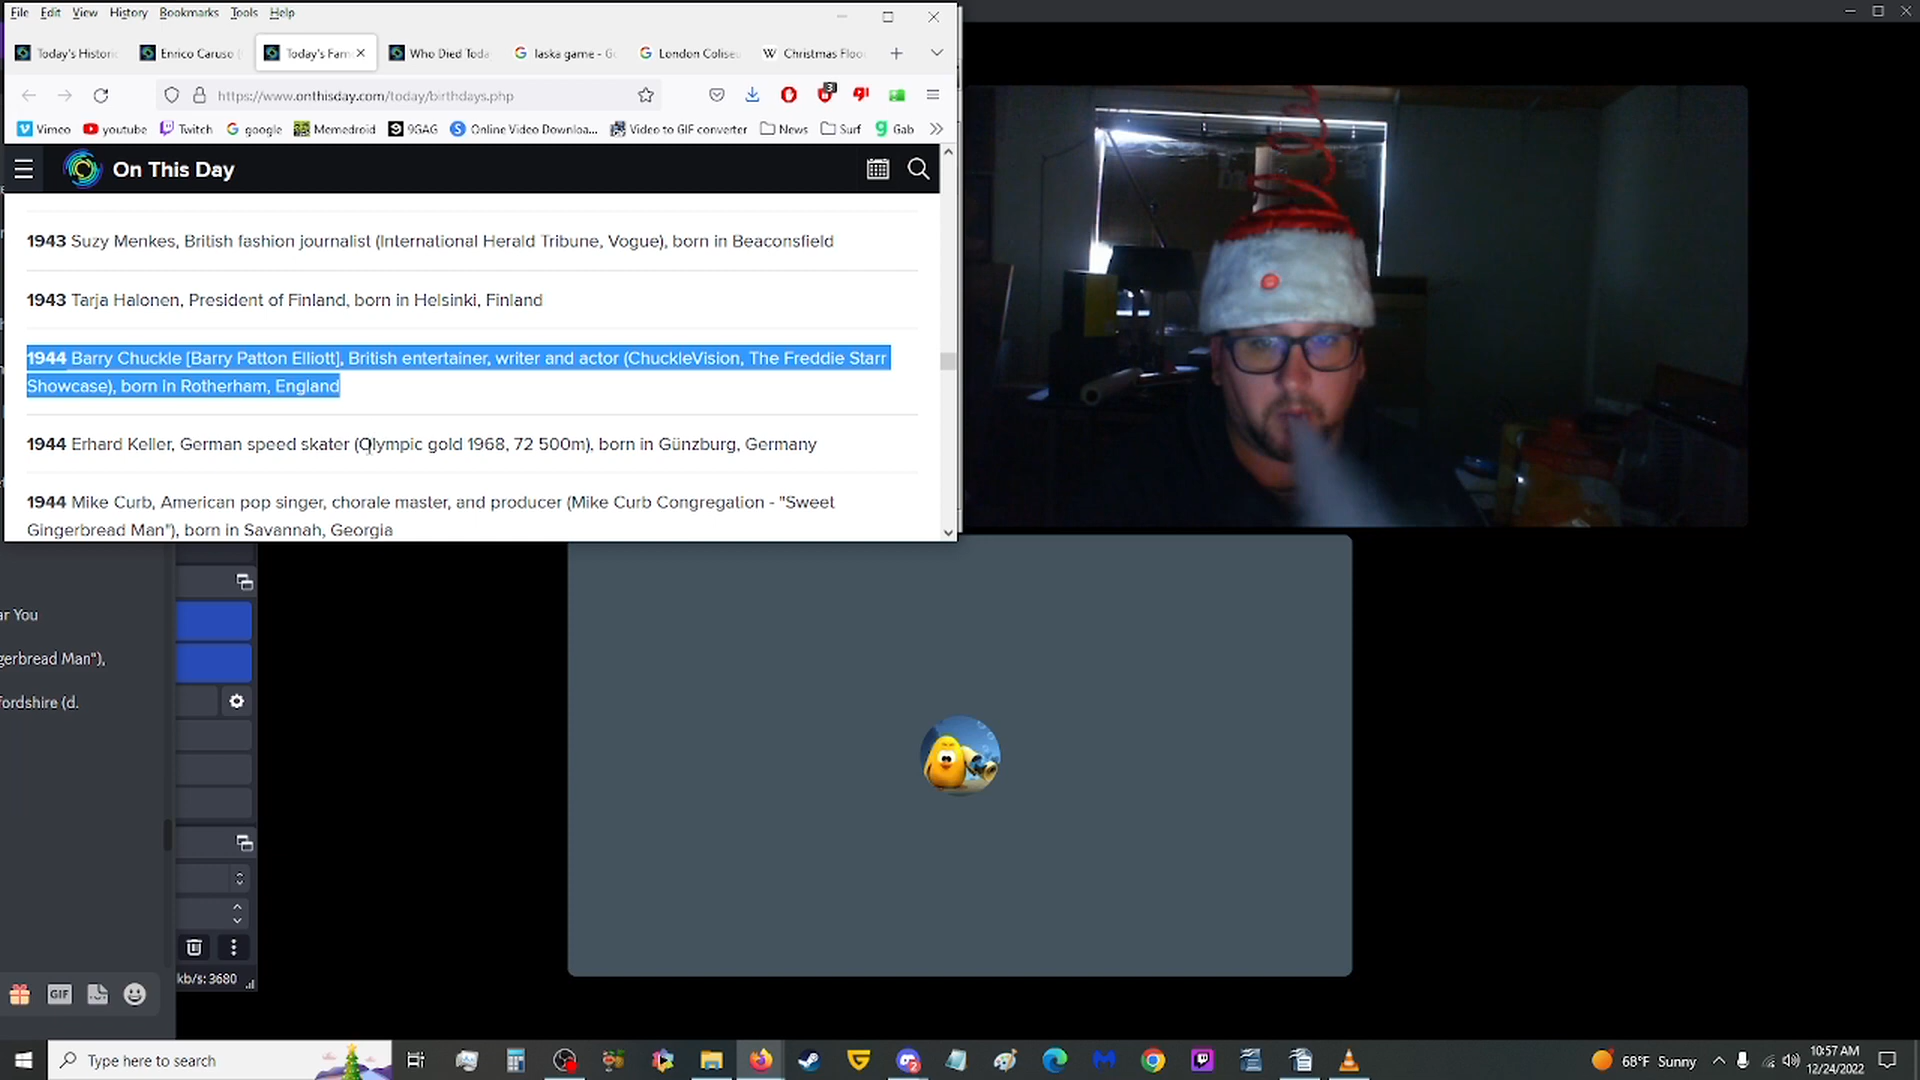 File Edit View History Bookmarks Tools Help
Today's Histori
Enrico Caruso (
Today's Fam
Who Died Toda
laska game - Go
London Coliseu
Christmas Floo
https://www.onthisday.com/today/birthdays.php
3
Vimeo youtube Twitch google Memedroid 9GAG Online Video Downloa... Video to GIF converter News Surf Gab
On This Day
1943 Suzy Menkes, British fashion journalist (International Herald Tribune, Vogue), born in Beaconsfield
1943 Tarja Halonen, President of Finland, born in Helsinki, Finland
1944 Barry Chuckle [Barry Patton Elliott], British entertainer, writer and actor (ChuckleVision, The Freddie Starr
Showcase), born in Rotherham, England
1944 Erhard Keller, German speed skater (Olympic gold 1968, 72 500m), born in Günzburg, Germany
1944 Mike Curb, American pop singer, chorale master, and producer (Mike Curb Congregation - "Sweet
Gingerbread Man"), born in Savannah, Georgia
ar You
gerbread Man"),
fordshire (d.
kb/s: 3680
GIF
Type here to search
2
68°F Sunny
10:57 AM
12/24/2022